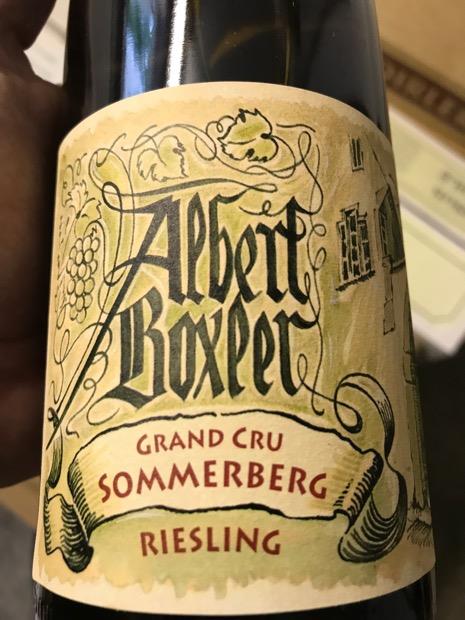 Albert
Boxler
GRAND CRU
SOMMERBERG
RIESLING